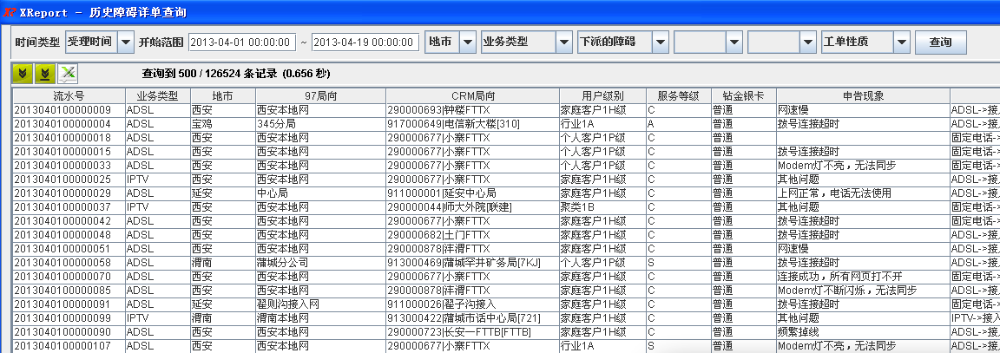 XReport - 历史障碍详单查询
时间类型 受理时间 开始范围 2013-04-01 00:00:00 ~ 2013-04-19 00:00:00 地市 业务类型 下派的障碍 工单性质 查询
查询到 500 / 126524 条记录 (0.656 秒)
流水号 业务类型 地市 97局向 CRM局向 用户级别 服务等级 钻金银卡 申告现象
2013040100000009 ADSL 西安 西安本地网 290000693|钟楼FTTX 家庭客户1H级 C 普通 网速慢 ADSL->接入
2013040100000004 ADSL 宝鸡 345分局 917000649|电信新大楼[310] 行业1A A 普通 拨号连接超时 ADSL->接入
2013040100000018 ADSL 西安 西安本地网 290000677|小寨FTTX 个人客户1P级 C 普通 固定电话->
2013040100000015 ADSL 西安 西安本地网 290000677|小寨FTTX 个人客户1P级 C 普通 拨号连接超时 固定电话->
2013040100000033 ADSL 西安 西安本地网 290000677|小寨FTTX 个人客户1P级 C 普通 Modem灯不亮，无法同步 ADSL->接入
2013040100000025 IPTV 西安 西安本地网 290000677|小寨FTTX 家庭客户1H级 C 普通 其他问题 固定电话->
2013040100000029 ADSL 延安 中心局 911000001|延安中心局 家庭客户1H级 C 普通 上网正常，电话无法使用 ADSL->接入
2013040100000037 IPTV 西安 西安本地网 290000044|师大外院[联建] 聚类1B C 普通 其他问题 固定电话->
2013040100000042 ADSL 西安 西安本地网 290000677|小寨FTTX 家庭客户1H级 C 普通 拨号连接超时 固定电话->
2013040100000048 ADSL 西安 西安本地网 290000682|土门FTTX 家庭客户1H级 C 普通 拨号连接超时 ADSL->接入
2013040100000051 ADSL 西安 西安本地网 290000878|沣渭FTTX 家庭客户1H级 C 普通 网速慢 ADSL->接入
2013040100000058 ADSL 渭南 蒲城分公司 913000469|蒲城罕井矿务局[7KJ] 个人客户1P级 S 普通 拨号连接超时 ADSL->接入
2013040100000070 ADSL 西安 西安本地网 290000677|小寨FTTX 家庭客户1H级 C 普通 连接成功，所有网页打不开 固定电话->
2013040100000085 ADSL 西安 西安本地网 290000878|沣渭FTTX 家庭客户1H级 C 普通 Modem灯不断闪烁，无法同步 ADSL->接入
2013040100000091 ADSL 延安 翟则沟接入网 911000026|翟子沟接入 家庭客户1H级 C 普通 拨号连接超时 固定电话->
2013040100000099 IPTV 渭南 渭南本地网 913000422|蒲城市话中心局[721] 家庭客户1H级 C 普通 其他问题 IPTV->接入
2013040100000090 ADSL 西安 西安本地网 290000723|长安一FTTB[FTTB] 家庭客户1H级 C 普通 频繁掉线 ADSL->接入
2013040100000107 ADSL 西安 西安本地网 290000677|小寨FTTX 行业1A S 普通 Modem灯不亮，无法同步 ADSL->接入